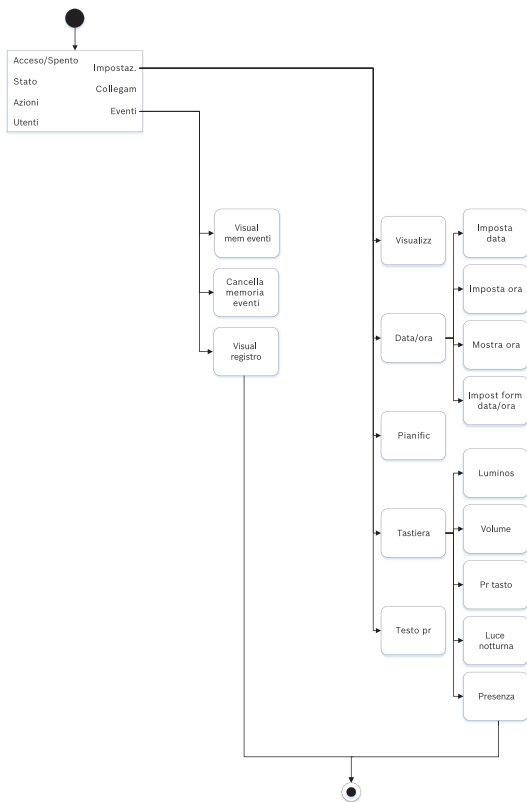 Acceso/Spento
Stato
Azioni
Utenti
Impostaz.
Collegam
Eventi
Visual
mem eventi
Cancella
memoria
eventi
Visual
registro
Visualizz
Data/ora
Pianific
Tastiera
Testo pr
Imposta
data
Imposta ora
Mostra ora
Impost form
data/ora
Luminos
Volume
Pr tasto
Luce
notturna
Presenza